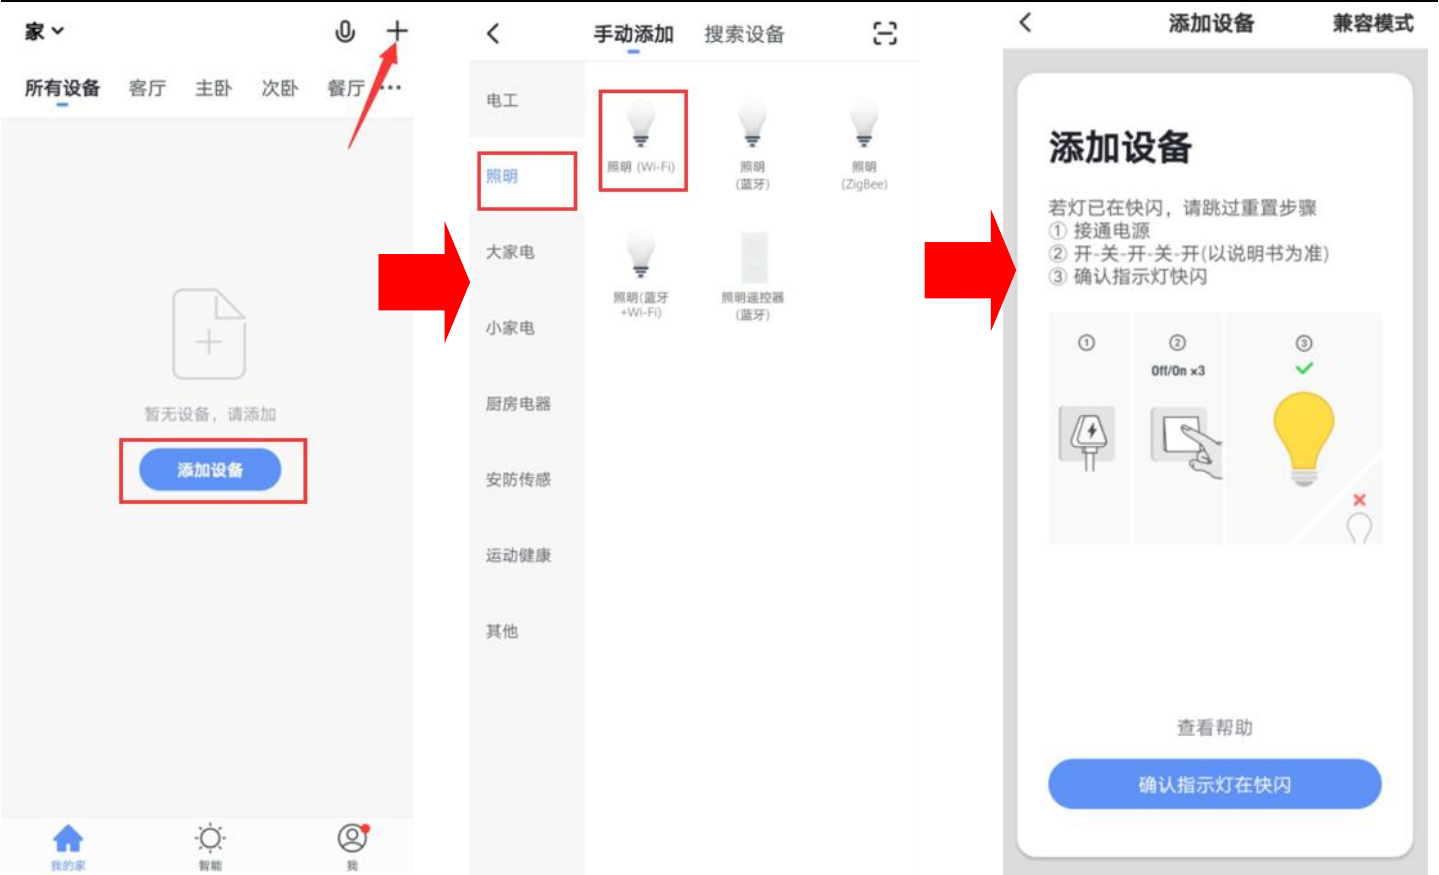 家
所有设备 客厅 主卧 次卧 餐厅 ...
暂无设备，请添加
添加设备
我的家 智能 我
手动添加 搜索设备
电工
照明
大家电
小家电
厨房电器
安防传感
运动健康
其他
照明 (Wi-Fi)
照明
(蓝牙)
照明
(ZigBee)
照明(蓝牙
+Wi-Fi)
照明遥控器
(蓝牙)
添加设备 兼容模式
添加设备
若灯已在快闪，请跳过重置步骤
① 接通电源
② 开-关-开-关-开(以说明书为准)
③ 确认指示灯快闪
① ② ③
Off/On ×3
查看帮助
确认指示灯在快闪